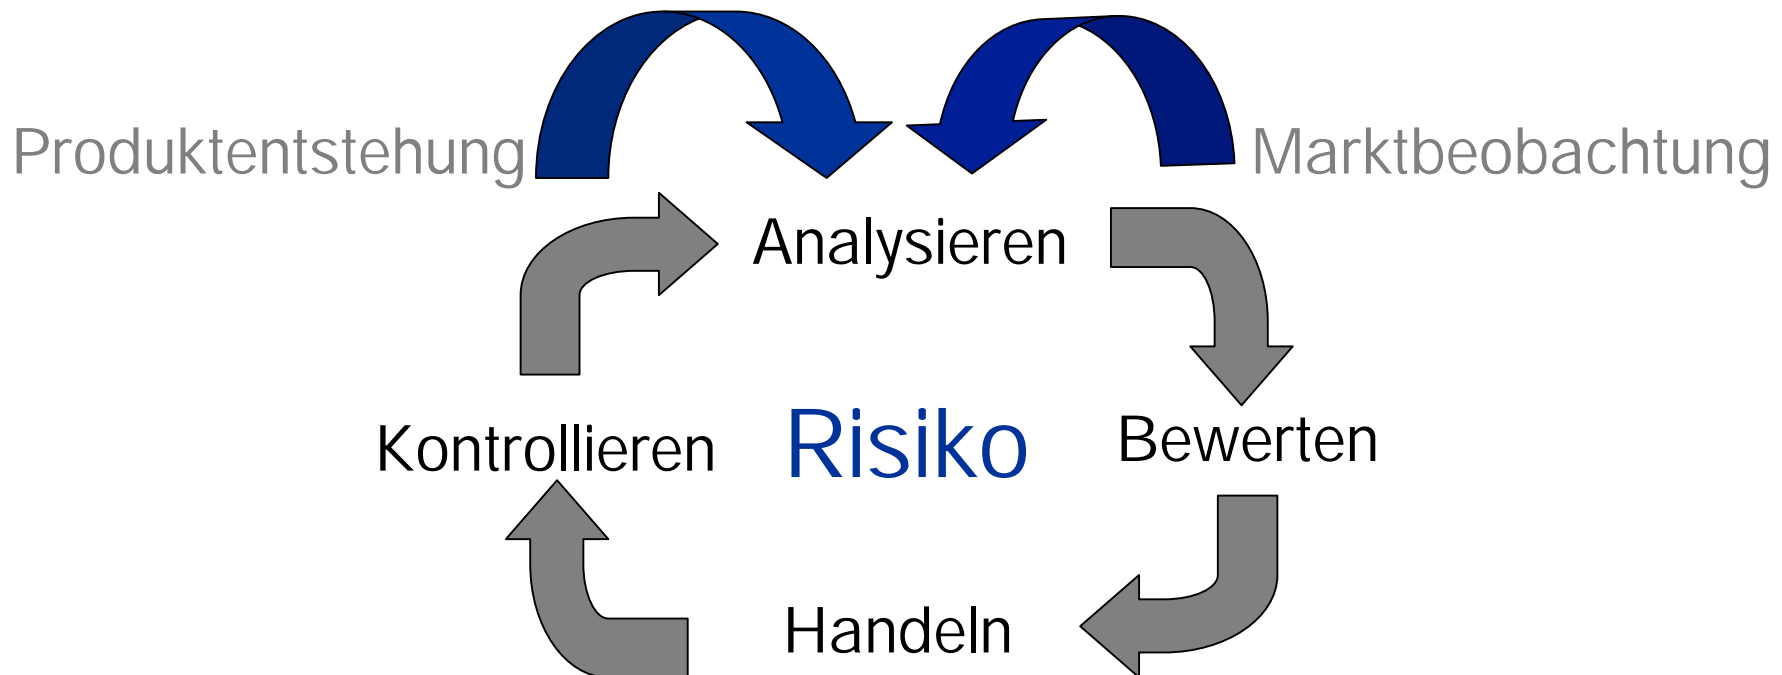 Produktentstehung
Marktbeobachtung
Analysieren
Kontrollieren
Risiko
Bewerten
Handeln